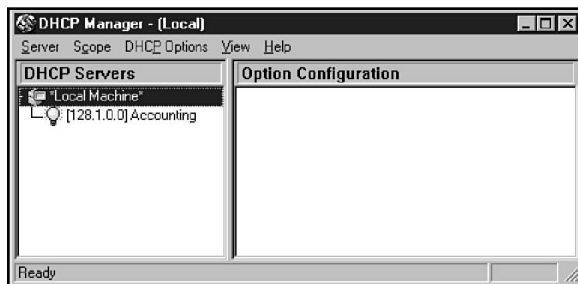 DHCP Manager - (Local)
Server Scope DHCP Options View Help
DHCP Servers
Option Configuration
*Local Machine*
[128.1.0.0] Accounting
Ready